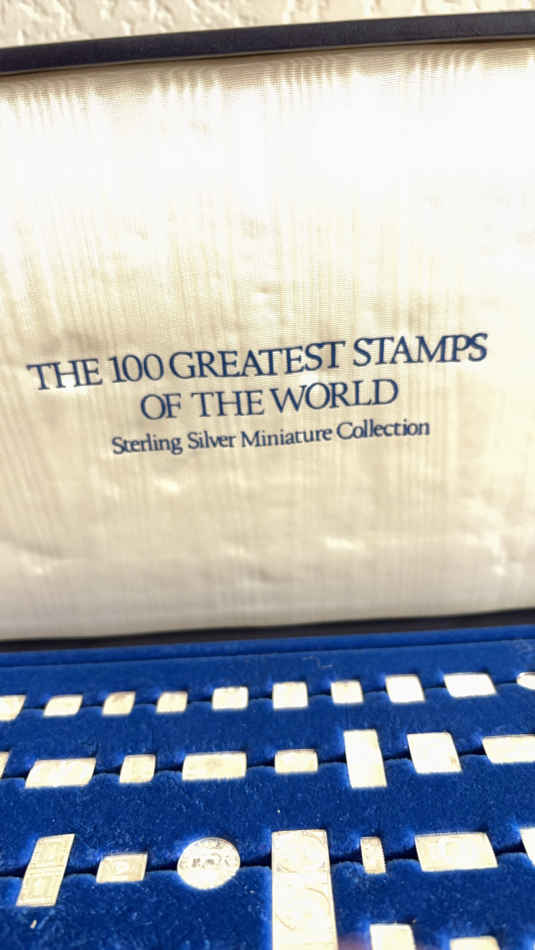 THE 100 GREATEST STAMPS
OF THE WORLD
Sterling Silver Miniature Collection